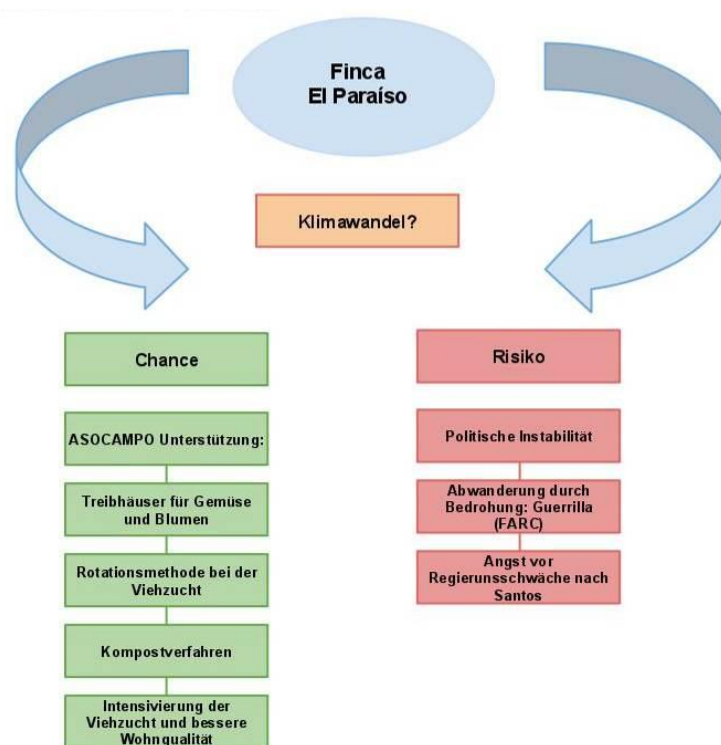 Finca
El Paraíso
Klimawandel?
Chance
ASOCAMPO Unterstützung:
Treibhäuser für Gemüse
und Blumen
Rotationsmethode bei der
Viehzucht
Kompostverfahren
Intensivierung der
Viehzucht und bessere
Wohnqualität
Risiko
Politische Instabilität
Abwanderung durch
Bedrohung: Guerrilla
(FARC)
Angst vor
Regierunsschwäche nach
Santos